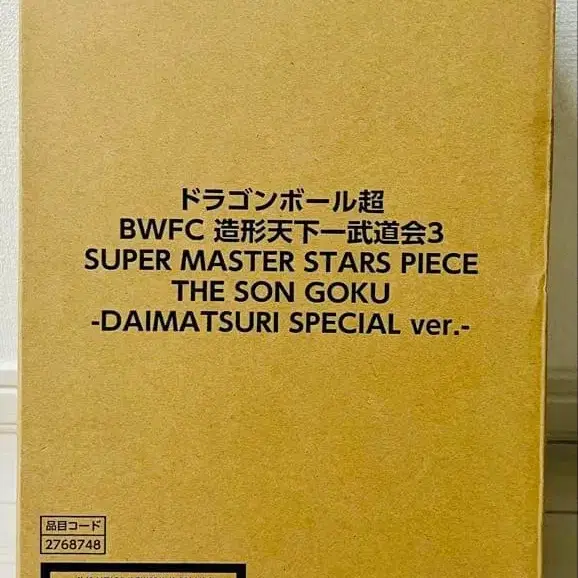 ドラゴンボール超
BWFC 造形天下一武道会3
SUPER MASTER STARS PIECE
THE SON GOKU
-DAIMATSURI SPECIAL ver.-
品目コード
2768748